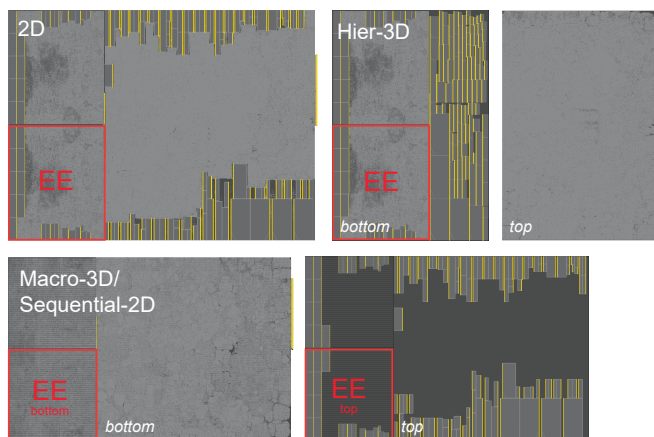 2D
Hier-3D
EE
EE
bottom
top
Macro-3D/
Sequential-2D
EE
bottom
bottom
EE
top
top